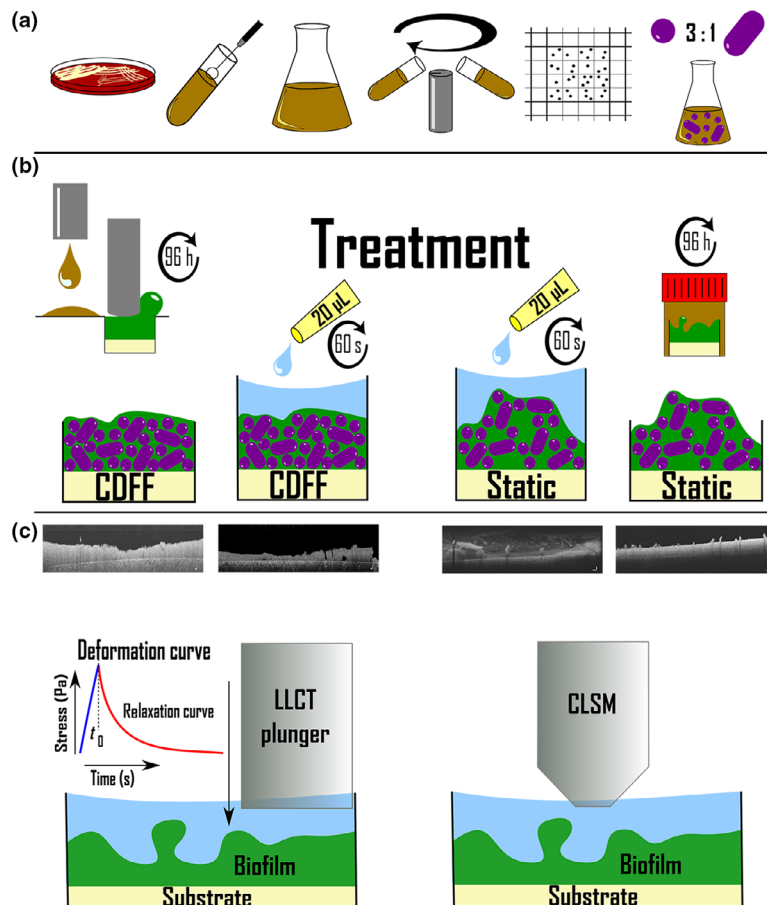 (a)
3 : 1
(b)
96 h
Treatment
96 h
20 µL
60 s
20 µL
60 s
CDFF
CDFF
Static
Static
(c)
Deformation curve
Stress (Pa)
Relaxation curve
t0
Time (s)
LLCT
plunger
CLSM
Biofilm
Substrate
Biofilm
Substrate